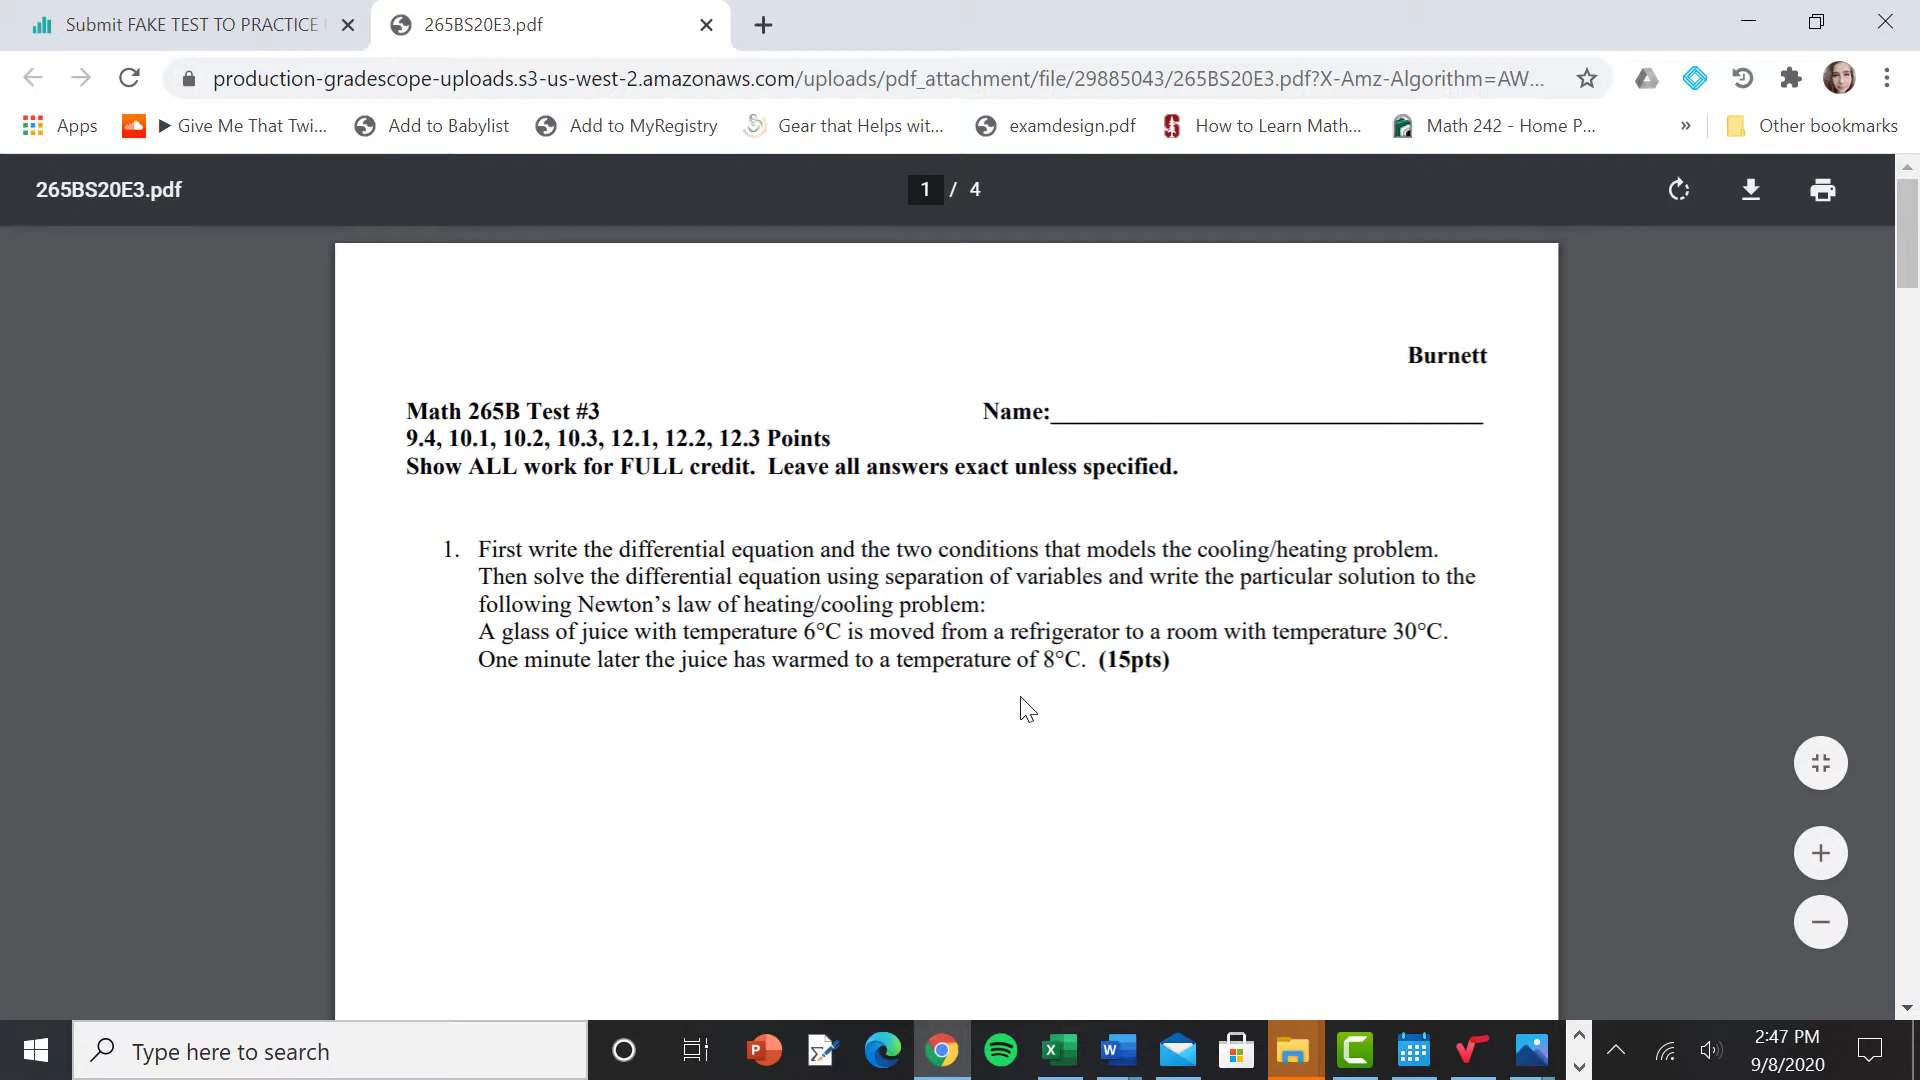 Submit FAKE TEST TO PRACTICE
265BS20E3.pdf
production-gradescope-uploads.s3-us-west-2.amazonaws.com/uploads/pdf_attachment/file/29885043/265BS20E3.pdf?X-Amz-Algorithm=AW...
Apps
▶ Give Me That Twi...
Add to Babylist
Add to MyRegistry
Gear that Helps wit...
examdesign.pdf
How to Learn Math...
Math 242 - Home P...
»
Other bookmarks
265BS20E3.pdf
1 / 4
Burnett
Math 265B Test #3 Name:
9.4, 10.1, 10.2, 10.3, 12.1, 12.2, 12.3 Points
Show ALL work for FULL credit. Leave all answers exact unless specified.
1. First write the differential equation and the two conditions that models the cooling/heating problem.
Then solve the differential equation using separation of variables and write the particular solution to the
following Newton’s law of heating/cooling problem:
A glass of juice with temperature 6°C is moved from a refrigerator to a room with temperature 30°C.
One minute later the juice has warmed to a temperature of 8°C. (15pts)
Type here to search
2:47 PM
9/8/2020